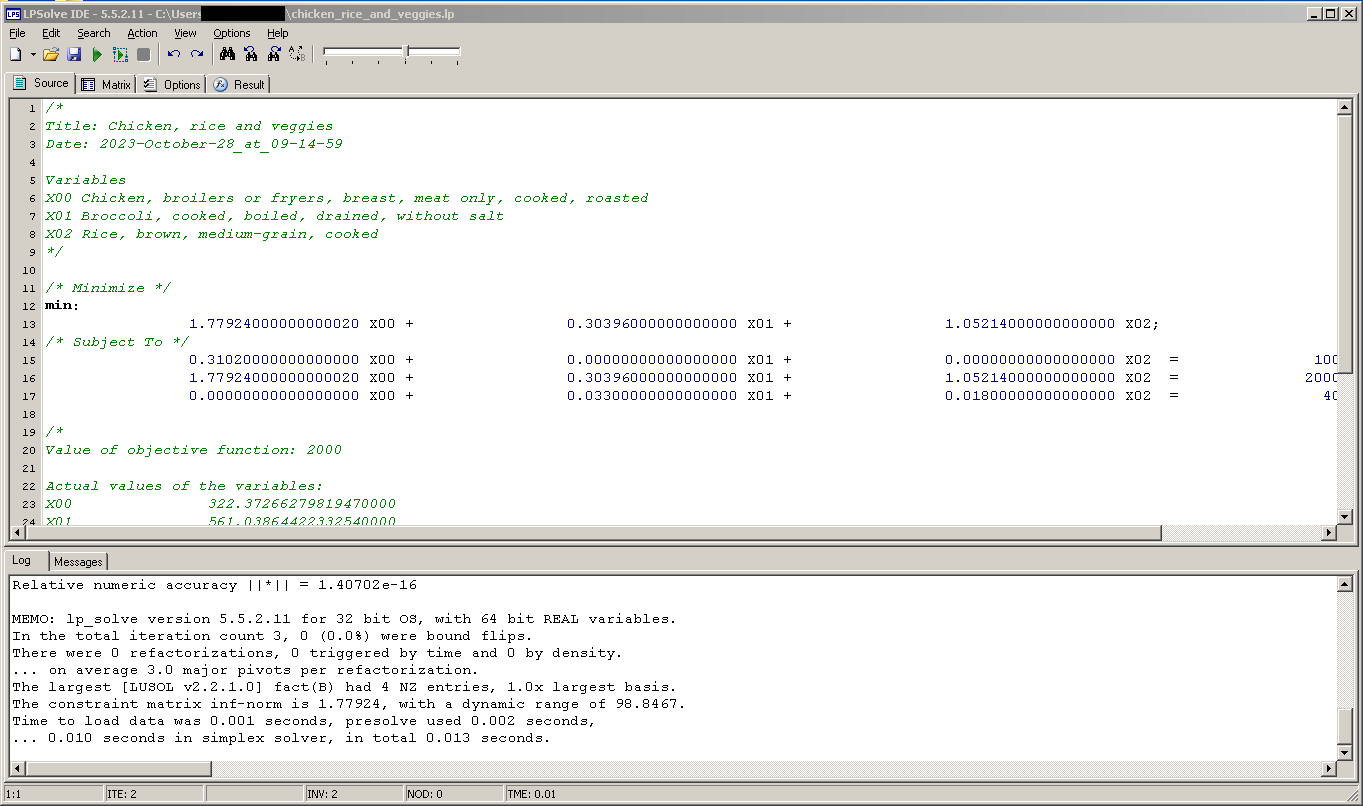 LPSolve IDE - 5.5.2.11 - C:\Users\chicken_rice_and_veggies.lp
File Edit Search Action View Options Help
Source Matrix Options Result
1 /*
2 Title: Chicken, rice and veggies
3 Date: 2023-October-28_at_09-14-59
4
5 Variables
6 X00 Chicken, broilers or fryers, breast, meat only, cooked, roasted
7 X01 Broccoli, cooked, boiled, drained, without salt
8 X02 Rice, brown, medium-grain, cooked
9 */
10
11 /* Minimize */
12 min:
13 1.77924000000000020 X00 + 0.30396000000000000 X01 + 1.05214000000000000 X02;
14 /* Subject To */
15 0.31020000000000000 X00 + 0.00000000000000000 X01 + 0.00000000000000000 X02 = 100
16 1.77924000000000020 X00 + 0.30396000000000000 X01 + 1.05214000000000000 X02 = 2000
17 0.00000000000000000 X00 + 0.03300000000000000 X01 + 0.01800000000000000 X02 = 40
18
19 /*
20 Value of objective function: 2000
21
22 Actual values of the variables:
23 X00 322.37266279819470000
24 X01 561.03864422332540000
Log Messages
Relative numeric accuracy ||*|| = 1.40702e-16
MEMO: lp_solve version 5.5.2.11 for 32 bit OS, with 64 bit REAL variables.
In the total iteration count 3, 0 (0.0%) were bound flips.
There were 0 refactorizations, 0 triggered by time and 0 by density.
... on average 3.0 major pivots per refactorization.
The largest [LUSOL v2.2.1.0] fact(B) had 4 NZ entries, 1.0x largest basis.
The constraint matrix inf-norm is 1.77924, with a dynamic range of 98.8467.
Time to load data was 0.001 seconds, presolve used 0.002 seconds,
... 0.010 seconds in simplex solver, in total 0.013 seconds.
1:1 ITE: 2 INV: 2 NOD: 0 TME: 0.01